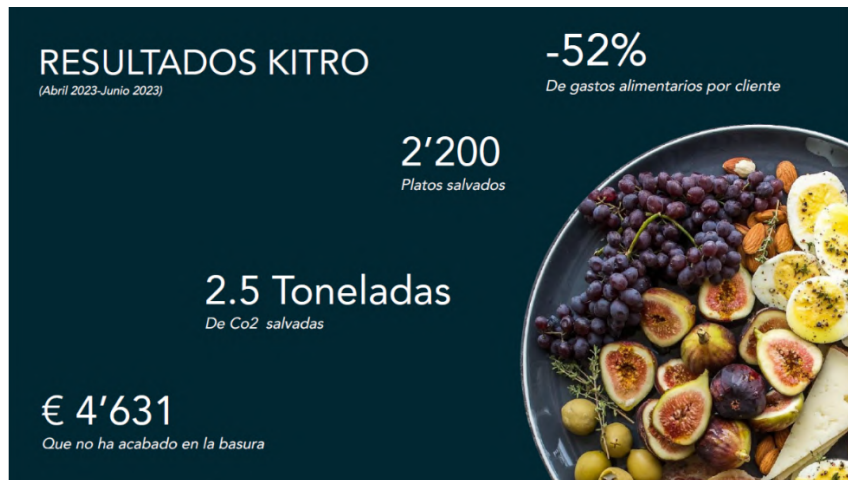 RESULTADOS KITRO
(Abril 2023-Junio 2023)
-52%
De gastos alimentarios por cliente
2’200
Platos salvados
2.5 Toneladas
De Co2 salvadas
€ 4’631
Que no ha acabado en la basura